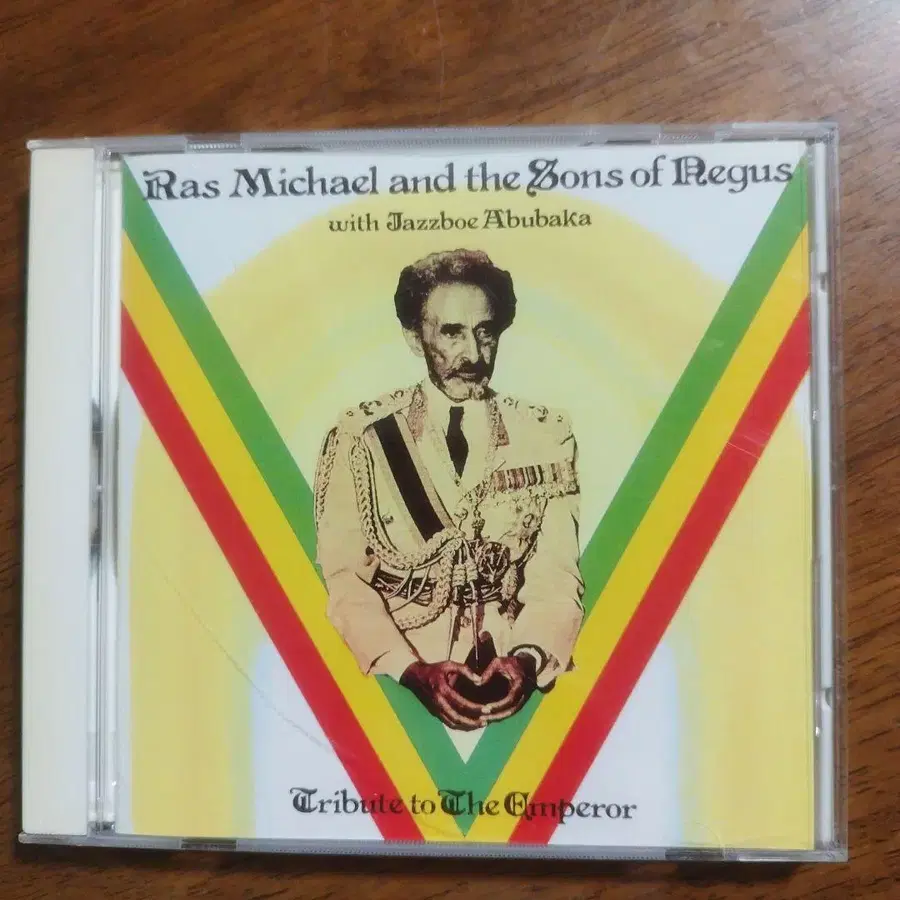 Ras Michael and the Sons of Negus
with Jazzboe Abubaka
Tribute to The Emperor